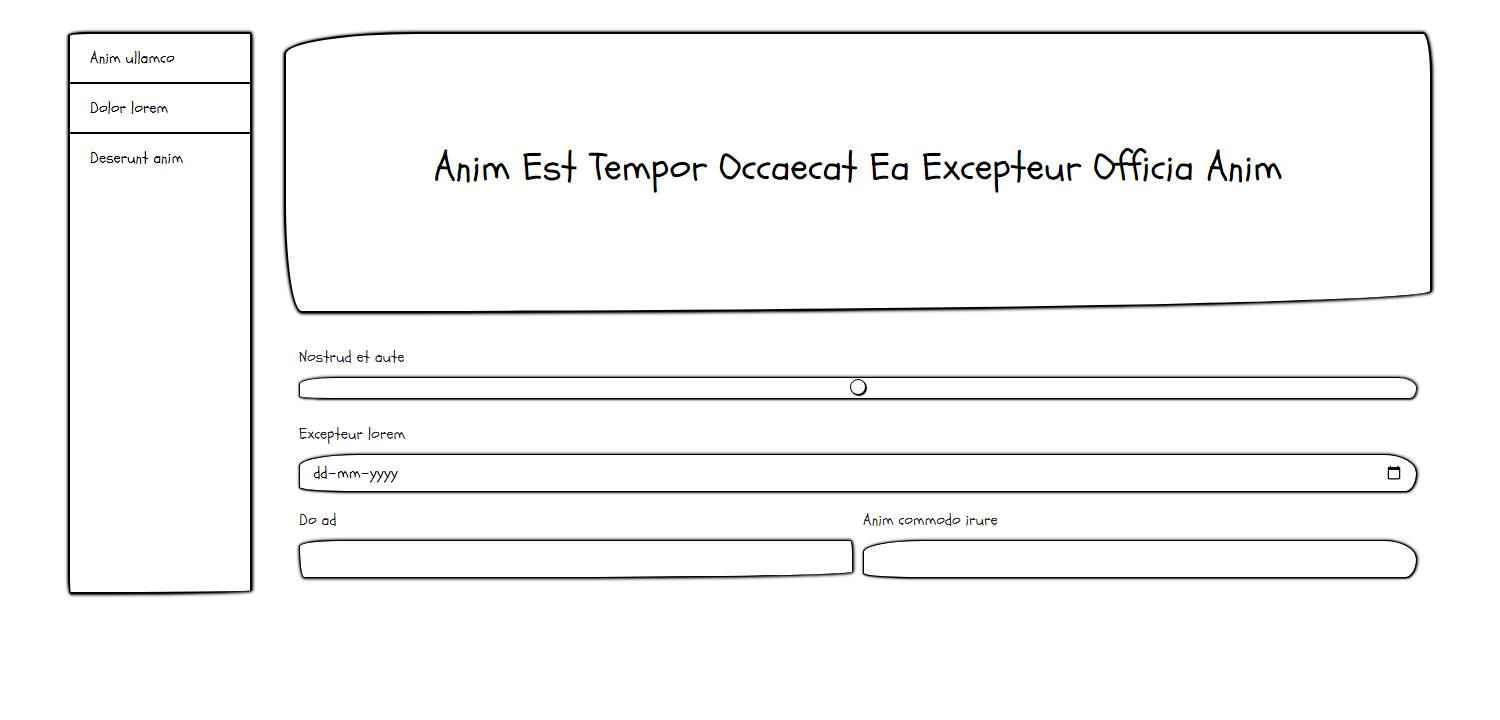 Anim ullamco
Dolor lorem
Deserunt anim
Anim Est Tempor Occaecat Ea Excepteur Officia Anim
Nostrud et aute
Excepteur lorem
dd-mm-yyyy
Do ad
Anim commodo irure